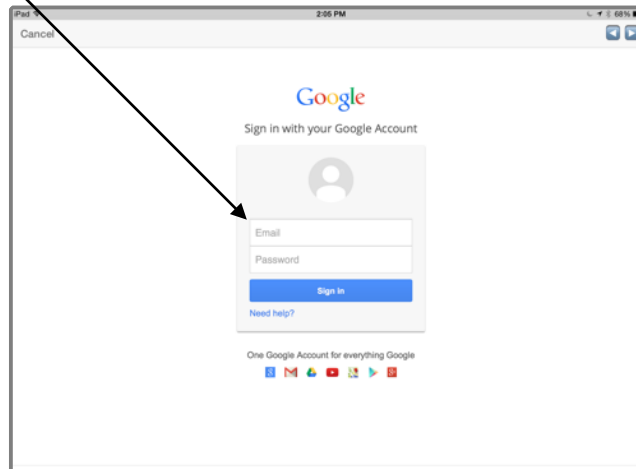 iPad 2:05 PM 68%
Cancel
Google
Sign in with your Google Account
Email
Password
Sign in
Need help?
One Google Account for everything Google